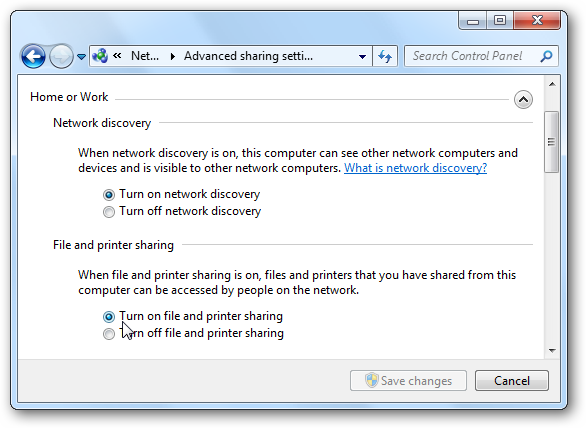 Net... Advanced sharing setti... Search Control Panel
Home or Work
Network discovery
When network discovery is on, this computer can see other network computers and
devices and is visible to other network computers. What is network discovery?
Turn on network discovery
Turn off network discovery
File and printer sharing
When file and printer sharing is on, files and printers that you have shared from this
computer can be accessed by people on the network.
Turn on file and printer sharing
Turn off file and printer sharing
Save changes Cancel